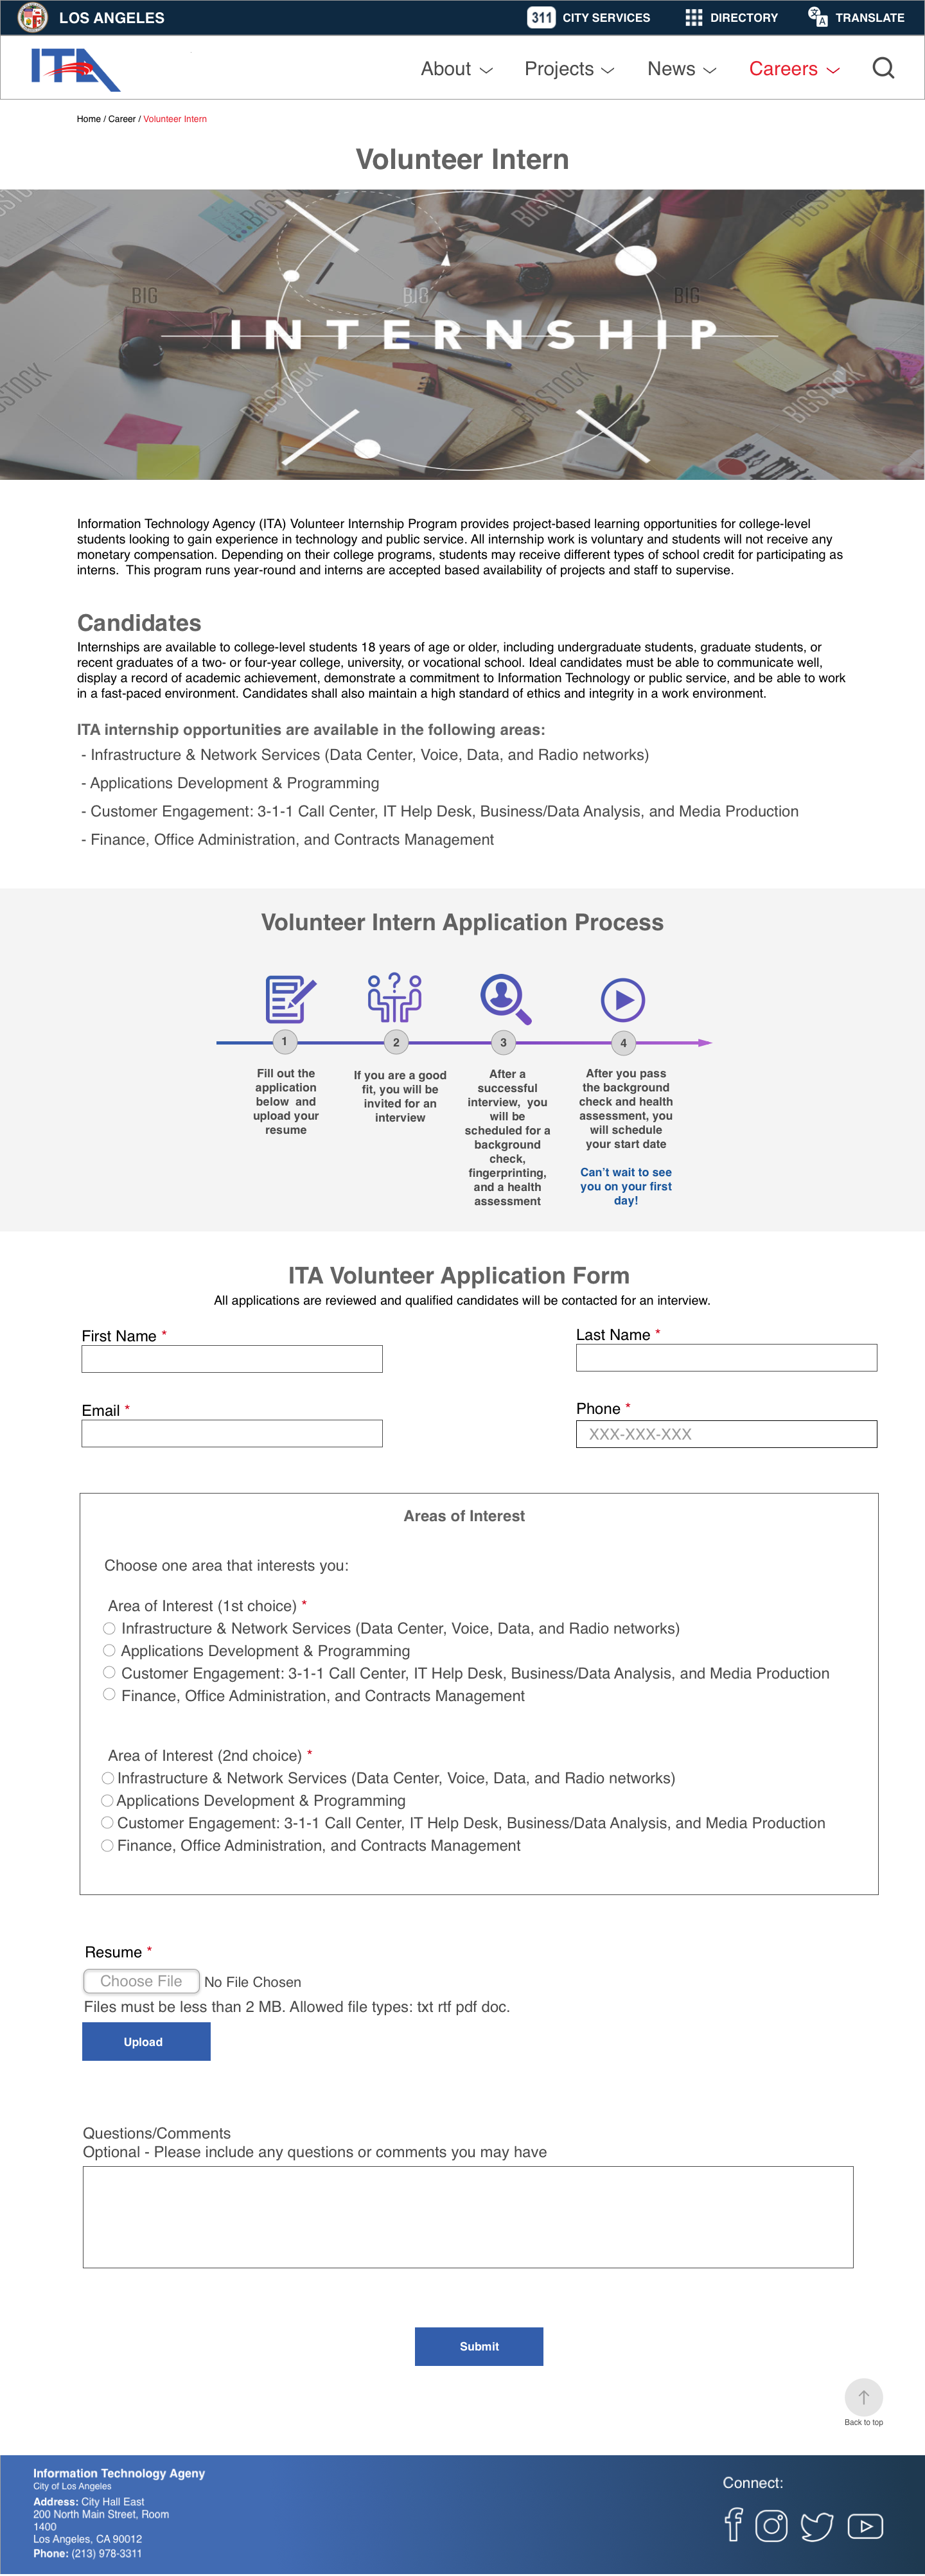 LOS ANGELES
311 CITY SERVICES
DIRECTORY
TRANSLATE
ITA
About
Projects
News
Careers
Home / Career / Volunteer Intern
Volunteer Intern
BIGSTOCK
BIGSTOCK
BIGSTOCK
BIG
BIG
BIG
INTERNSHIP
BIGSTOCK
BIGSTOCK
BIGSTOCK
BIGSTOCK
Information Technology Agency (ITA) Volunteer Internship Program provides project-based learning opportunities for college-level
students looking to gain experience in technology and public service. All internship work is voluntary and students will not receive any
monetary compensation. Depending on their college programs, students may receive different types of school credit for participating as
interns.  This program runs year-round and interns are accepted based availability of projects and staff to supervise.
Candidates
Internships are available to college-level students 18 years of age or older, including undergraduate students, graduate students, or
recent graduates of a two- or four-year college, university, or vocational school. Ideal candidates must be able to communicate well,
display a record of academic achievement, demonstrate a commitment to Information Technology or public service, and be able to work
in a fast-paced environment. Candidates shall also maintain a high standard of ethics and integrity in a work environment.
ITA internship opportunities are available in the following areas:
- Infrastructure & Network Services (Data Center, Voice, Data, and Radio networks)
- Applications Development & Programming
- Customer Engagement: 3-1-1 Call Center, IT Help Desk, Business/Data Analysis, and Media Production
- Finance, Office Administration, and Contracts Management
Volunteer Intern Application Process
1
Fill out the
application
below  and
upload your
resume
2
If you are a good
fit, you will be
invited for an
interview
3
After a
successful
interview,  you
will be
scheduled for a
background
check,
fingerprinting,
and a health
assessment
4
After you pass
the background
check and health
assessment, you
will schedule
your start date
Can't wait to see
you on your first
day!
ITA Volunteer Application Form
All applications are reviewed and qualified candidates will be contacted for an interview.
First Name *
Last Name *
Email *
Phone *
XXX-XXX-XXX
Areas of Interest
Choose one area that interests you:
Area of Interest (1st choice) *
Infrastructure & Network Services (Data Center, Voice, Data, and Radio networks)
Applications Development & Programming
Customer Engagement: 3-1-1 Call Center, IT Help Desk, Business/Data Analysis, and Media Production
Finance, Office Administration, and Contracts Management
Area of Interest (2nd choice) *
Infrastructure & Network Services (Data Center, Voice, Data, and Radio networks)
Applications Development & Programming
Customer Engagement: 3-1-1 Call Center, IT Help Desk, Business/Data Analysis, and Media Production
Finance, Office Administration, and Contracts Management
Resume *
Choose File No File Chosen
Files must be less than 2 MB. Allowed file types: txt rtf pdf doc.
Upload
Questions/Comments
Optional - Please include any questions or comments you may have
Submit
Back to top
Information Technology Ageny
City of Los Angeles
Address: City Hall East
200 North Main Street, Room
1400
Los Angeles, CA 90012
Phone: (213) 978-3311
Connect: